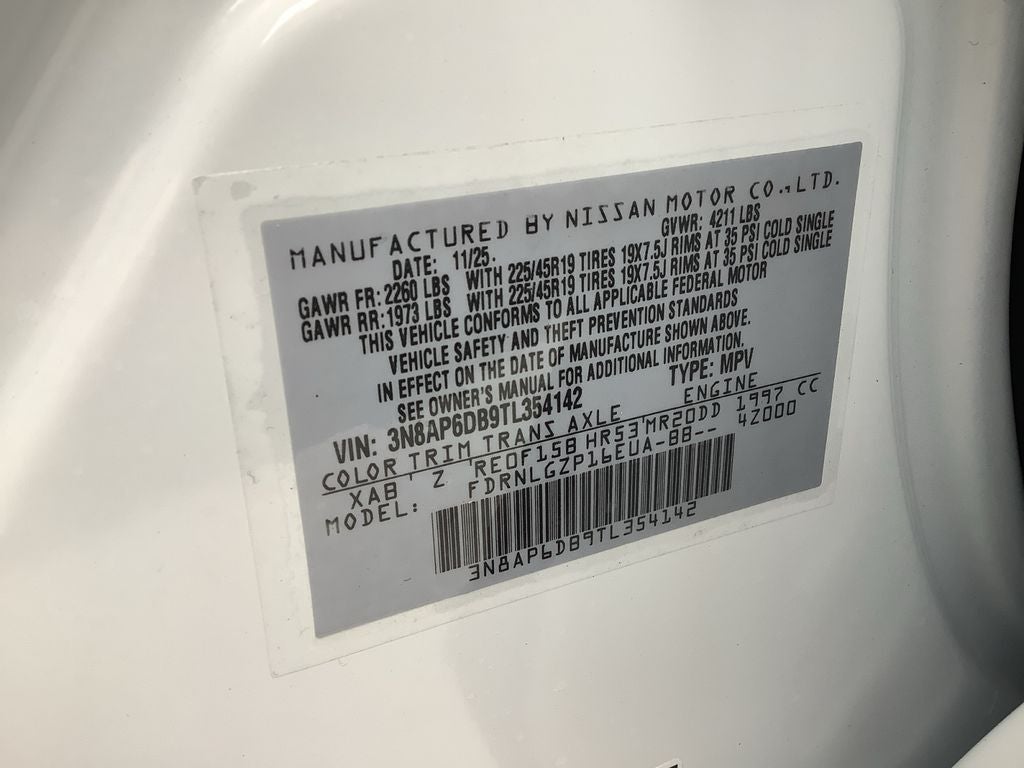 MANUFACTURED BY NISSAN MOTOR CO.,LTD.
DATE: 11/25. GVWR: 4211 LBS
GAWR FR: 2260 LBS WITH 225/45R19 TIRES 19X7.5J RIMS AT 35 PSI COLD SINGLE
GAWR RR: 1973 LBS WITH 225/45R19 TIRES 19X7.5J RIMS AT 35 PSI COLD SINGLE
THIS VEHICLE CONFORMS TO ALL APPLICABLE FEDERAL MOTOR
VEHICLE SAFETY AND THEFT PREVENTION STANDARDS
IN EFFECT ON THE DATE OF MANUFACTURE SHOWN ABOVE.
SEE OWNER'S MANUAL FOR ADDITIONAL INFORMATION.
VIN: 3N8AP6DB9TL354142 TYPE: MPV
COLOR TRIM TRANS AXLE ENGINE
XAB ' Z 'RE0F15B HR53'MR20DD 1997 CC
MODEL: FDRNLGZP16EUA-BB-- 4Z000
3N8AP6DB9TL354142